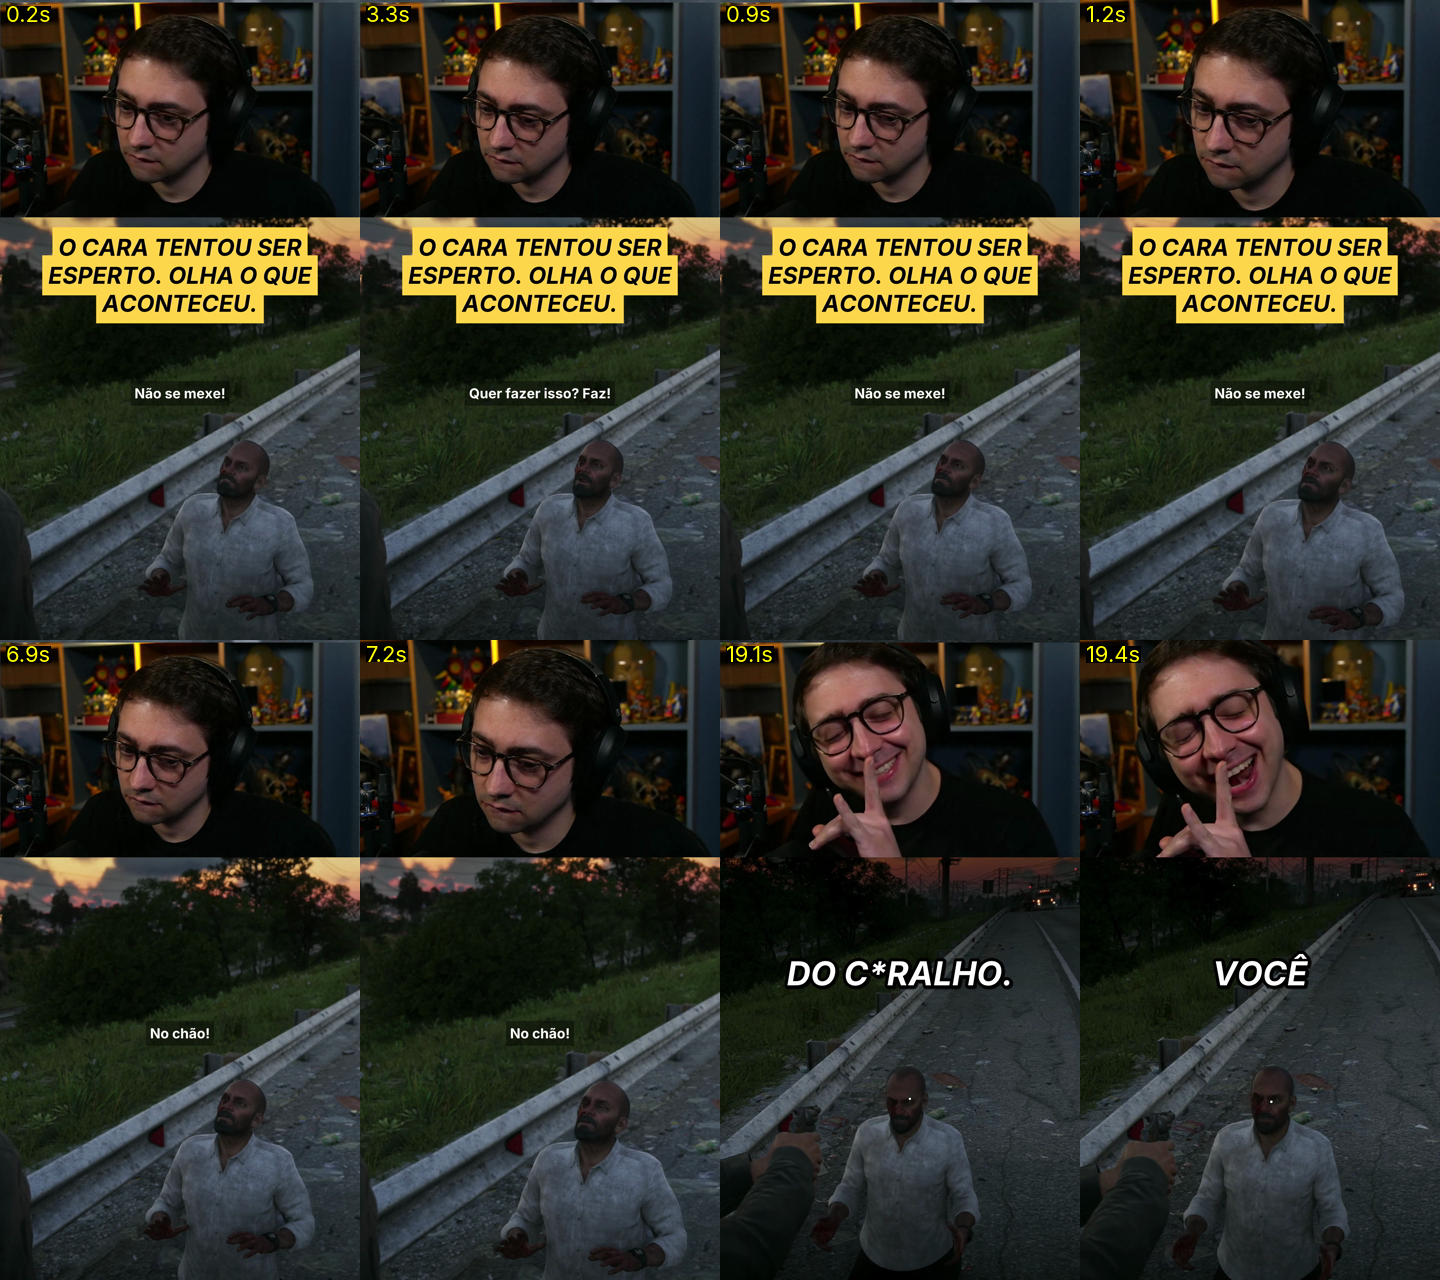 0.2s
3.3s
0.9s
1.2s
O CARA TENTOU SER
ESPERTO. OLHA O QUE
ACONTECEU.
O CARA TENTOU SER
ESPERTO. OLHA O QUE
ACONTECEU.
O CARA TENTOU SER
ESPERTO. OLHA O QUE
ACONTECEU.
O CARA TENTOU SER
ESPERTO. OLHA O QUE
ACONTECEU.
Não se mexe!
Quer fazer isso? Faz!
Não se mexe!
Não se mexe!
6.9s
7.2s
19.1s
19.4s
No chão!
No chão!
DO C*RALHO.
VOCÊ